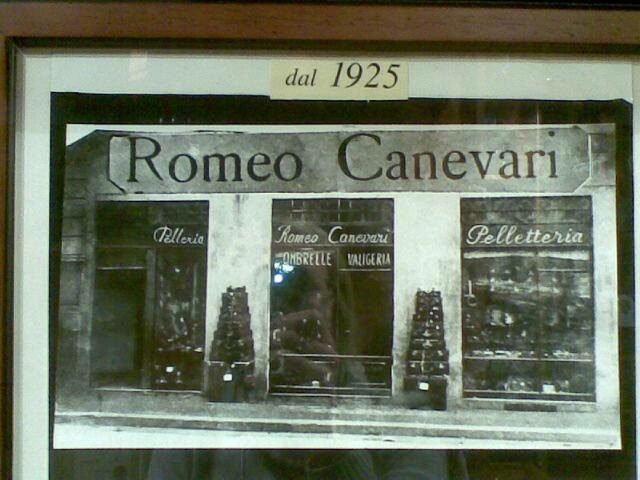 dal 1925
Romeo Canevari
Pelleria
Romeo Canevari
OMBRELLE VALIGERIA
Pelletteria